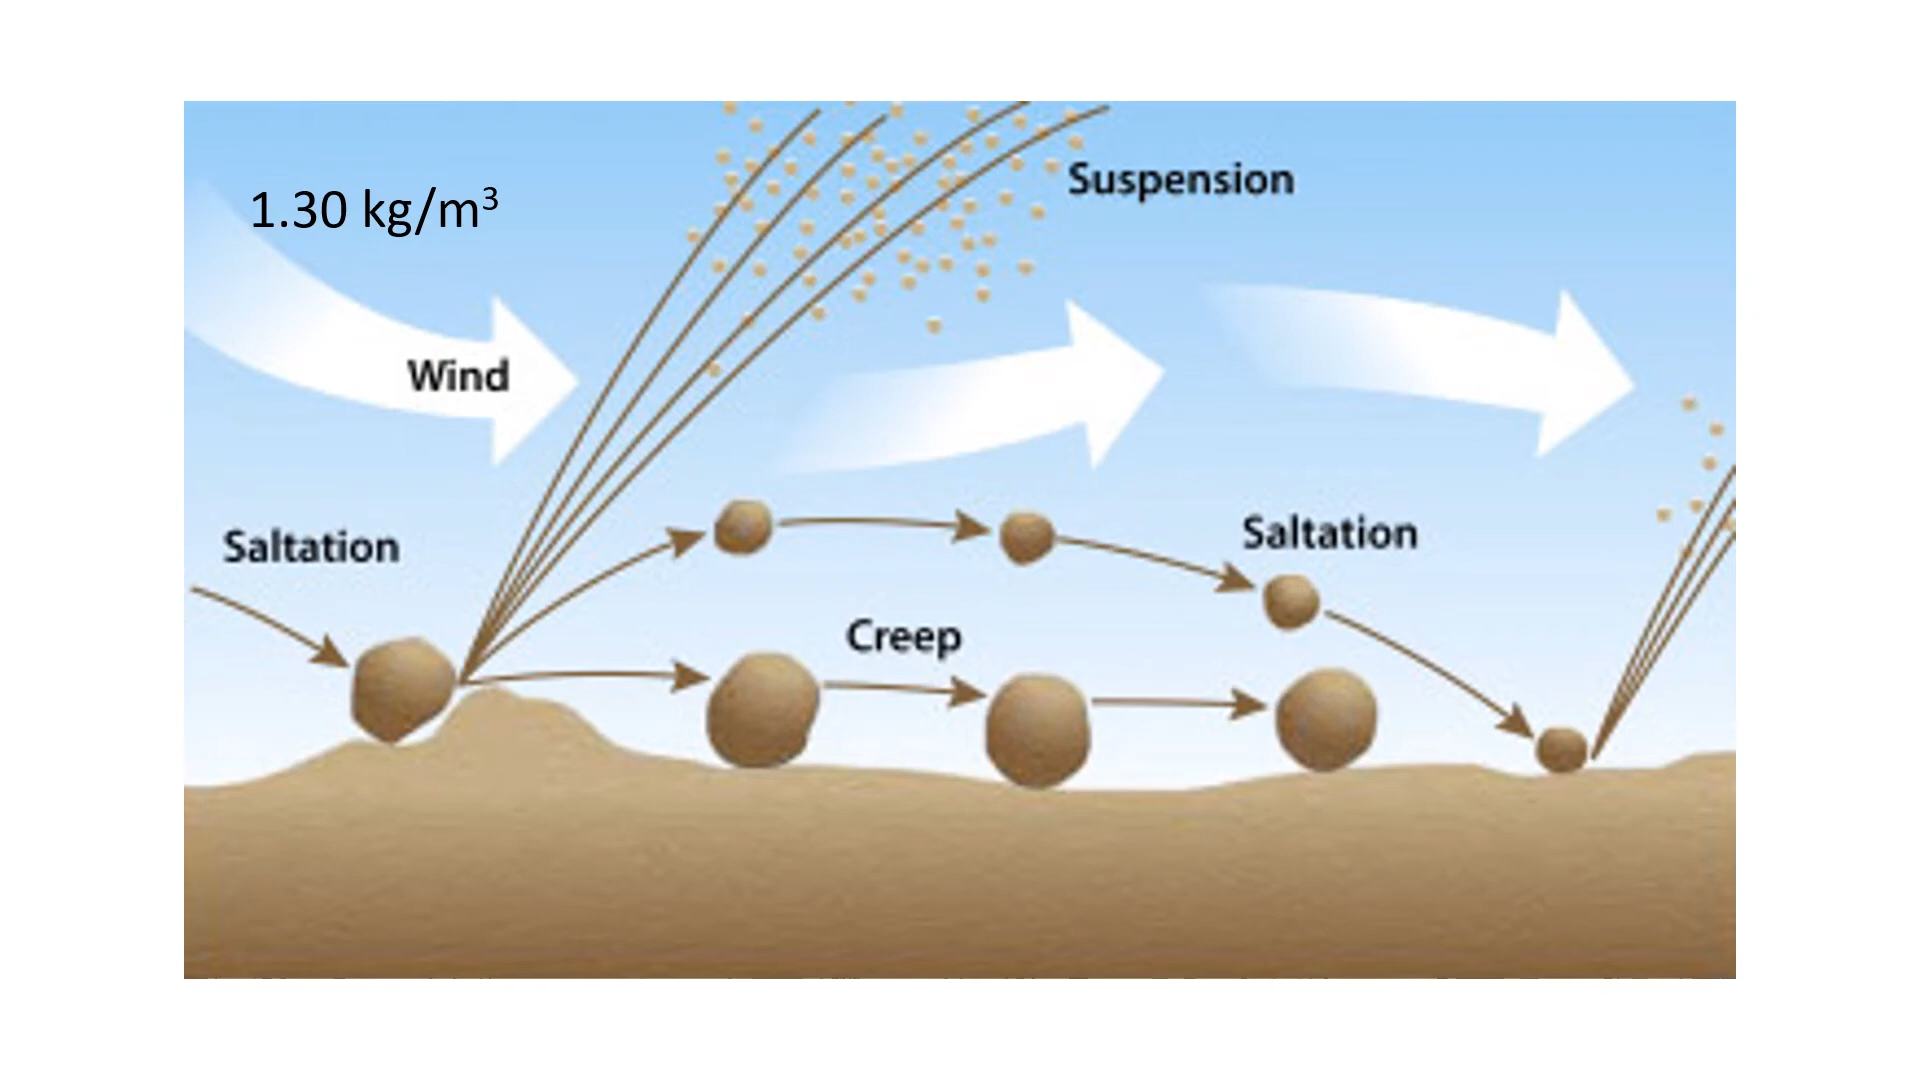 1.30 kg/m³
Suspension
Wind
Saltation
Saltation
Creep